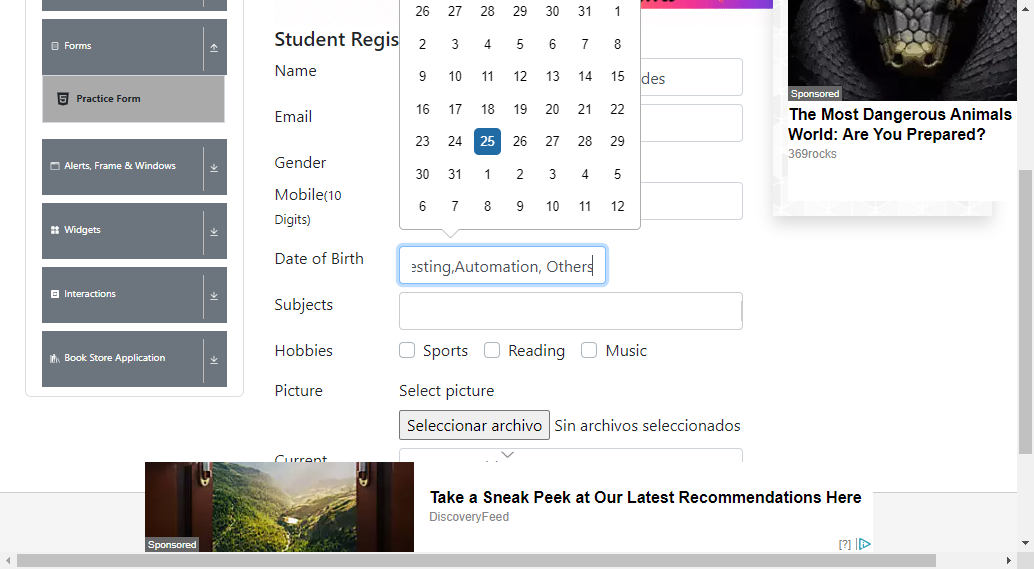 Forms
Practice Form
Alerts, Frame & Windows
Widgets
Interactions
Book Store Application
Student Regis
Name
des
Email
Gender
Mobile(10
Digits)
26 27 28 29 30 31 1
2 3 4 5 6 7 8
9 10 11 12 13 14 15
16 17 18 19 20 21 22
23 24 25 26 27 28 29
30 31 1 2 3 4 5
6 7 8 9 10 11 12
Date of Birth
esting,Automation, Others
Subjects
Hobbies
Sports Reading Music
Picture
Select picture
Seleccionar archivo Sin archivos seleccionados
Current
Sponsored
The Most Dangerous Animals
World: Are You Prepared?
369rocks
Sponsored
Take a Sneak Peek at Our Latest Recommendations Here
DiscoveryFeed
[?]